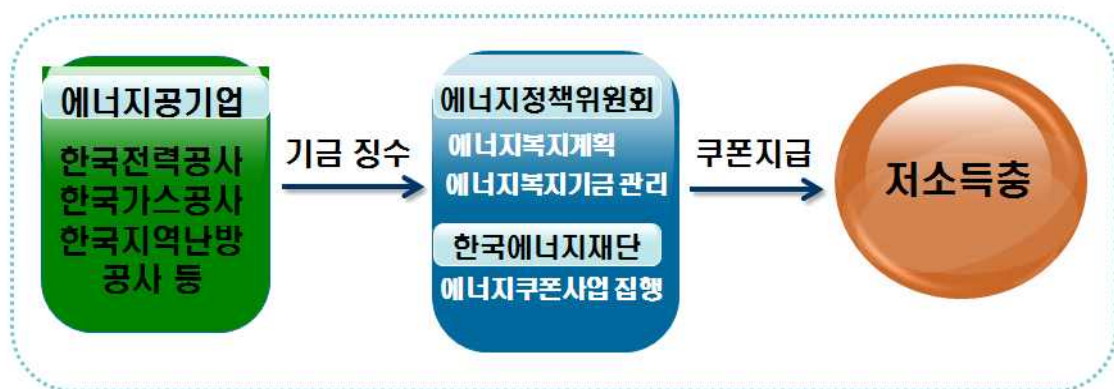 에너지공기업
한국전력공사
한국가스공사
한국지역난방
공사 등
기금 징수
에너지정책위원회
에너지복지계획
에너지복지기금 관리
한국에너지재단
에너지쿠폰사업 집행
쿠폰지급
저소득층